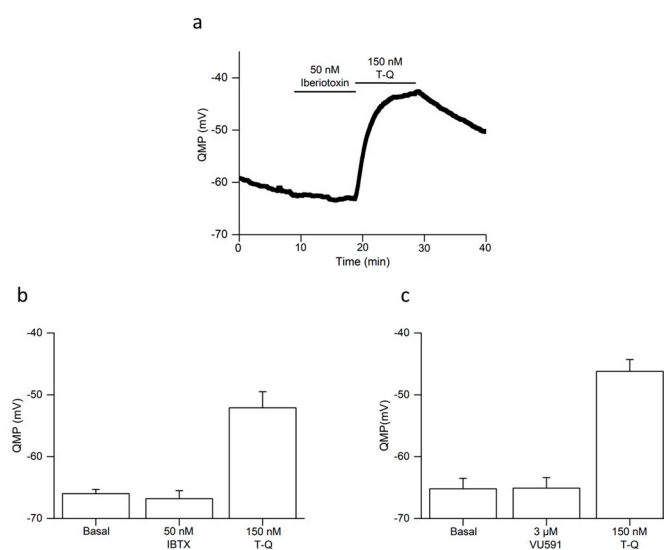 a
50 nM
Iberiotoxin
150 nM
T-Q
QMP (mV)
-40
-50
-60
-70
0
10
20
30
40
Time (min)
b
QMP (mV)
-40
-50
-60
-70
Basal
50 nM
IBTX
150 nM
T-Q
c
QMP(mV)
-40
-50
-60
-70
Basal
3 µM
VU591
150 nM
T-Q